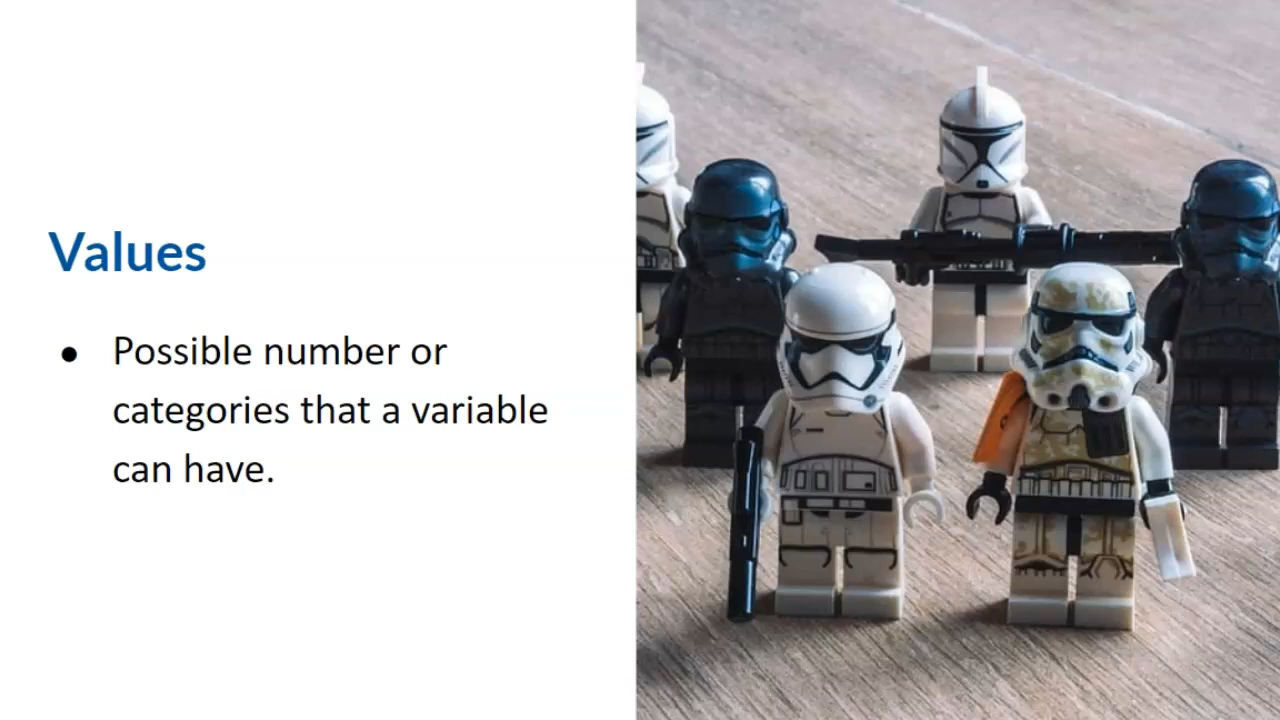 Values
● Possible number or
categories that a variable
can have.